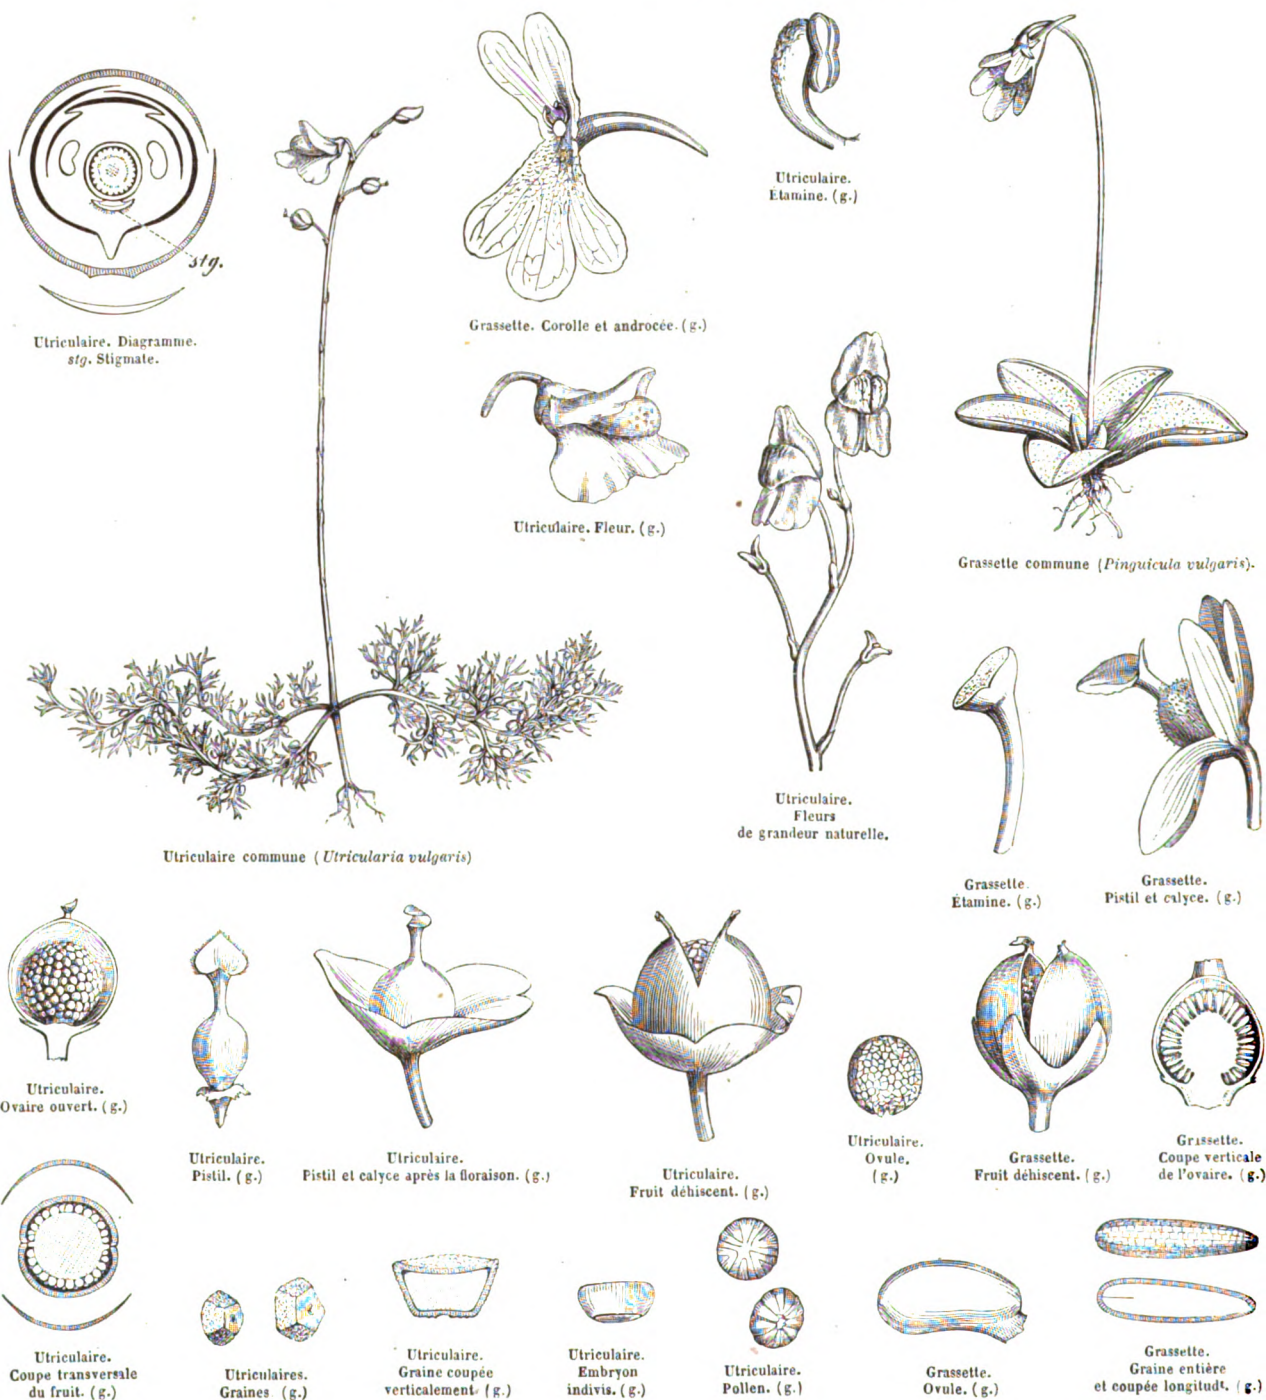 Utriculaire.
Étamine. (g.)
stg.
Utriculaire. Diagramme.
stg. Stigmate.
Grassette. Corolle et androcée. (g.)
Utriculaire. Fleur. (g.)
Grassette commune (Pinguicula vulgaris).
Utriculaire.
Fleurs
de grandeur naturelle.
Utriculaire commune (Utricularia vulgaris)
Grassette.
Étamine. (g.)
Grassette.
Pistil et calyce. (g.)
Utriculaire.
Ovaire ouvert. (g.)
Utriculaire.
Pistil. (g.)
Utriculaire.
Pistil et calyce après la floraison. (g.)
Utriculaire.
Fruit déhiscent. (g.)
Utriculaire.
Ovule.
(g.)
Grassette.
Fruit déhiscent. (g.)
Grassette.
Coupe verticale
de l'ovaire. (g.)
Utriculaire.
Coupe transversale
du fruit. (g.)
Utriculaires.
Graines (g.)
Utriculaire.
Graine coupée
verticalement (g.)
Utriculaire.
Embryon
indivis. (g.)
Utriculaire.
Pollen. (g.)
Grassette.
Ovule. (g.)
Grassette.
Graine entière
et coupée longitudt. (g.)